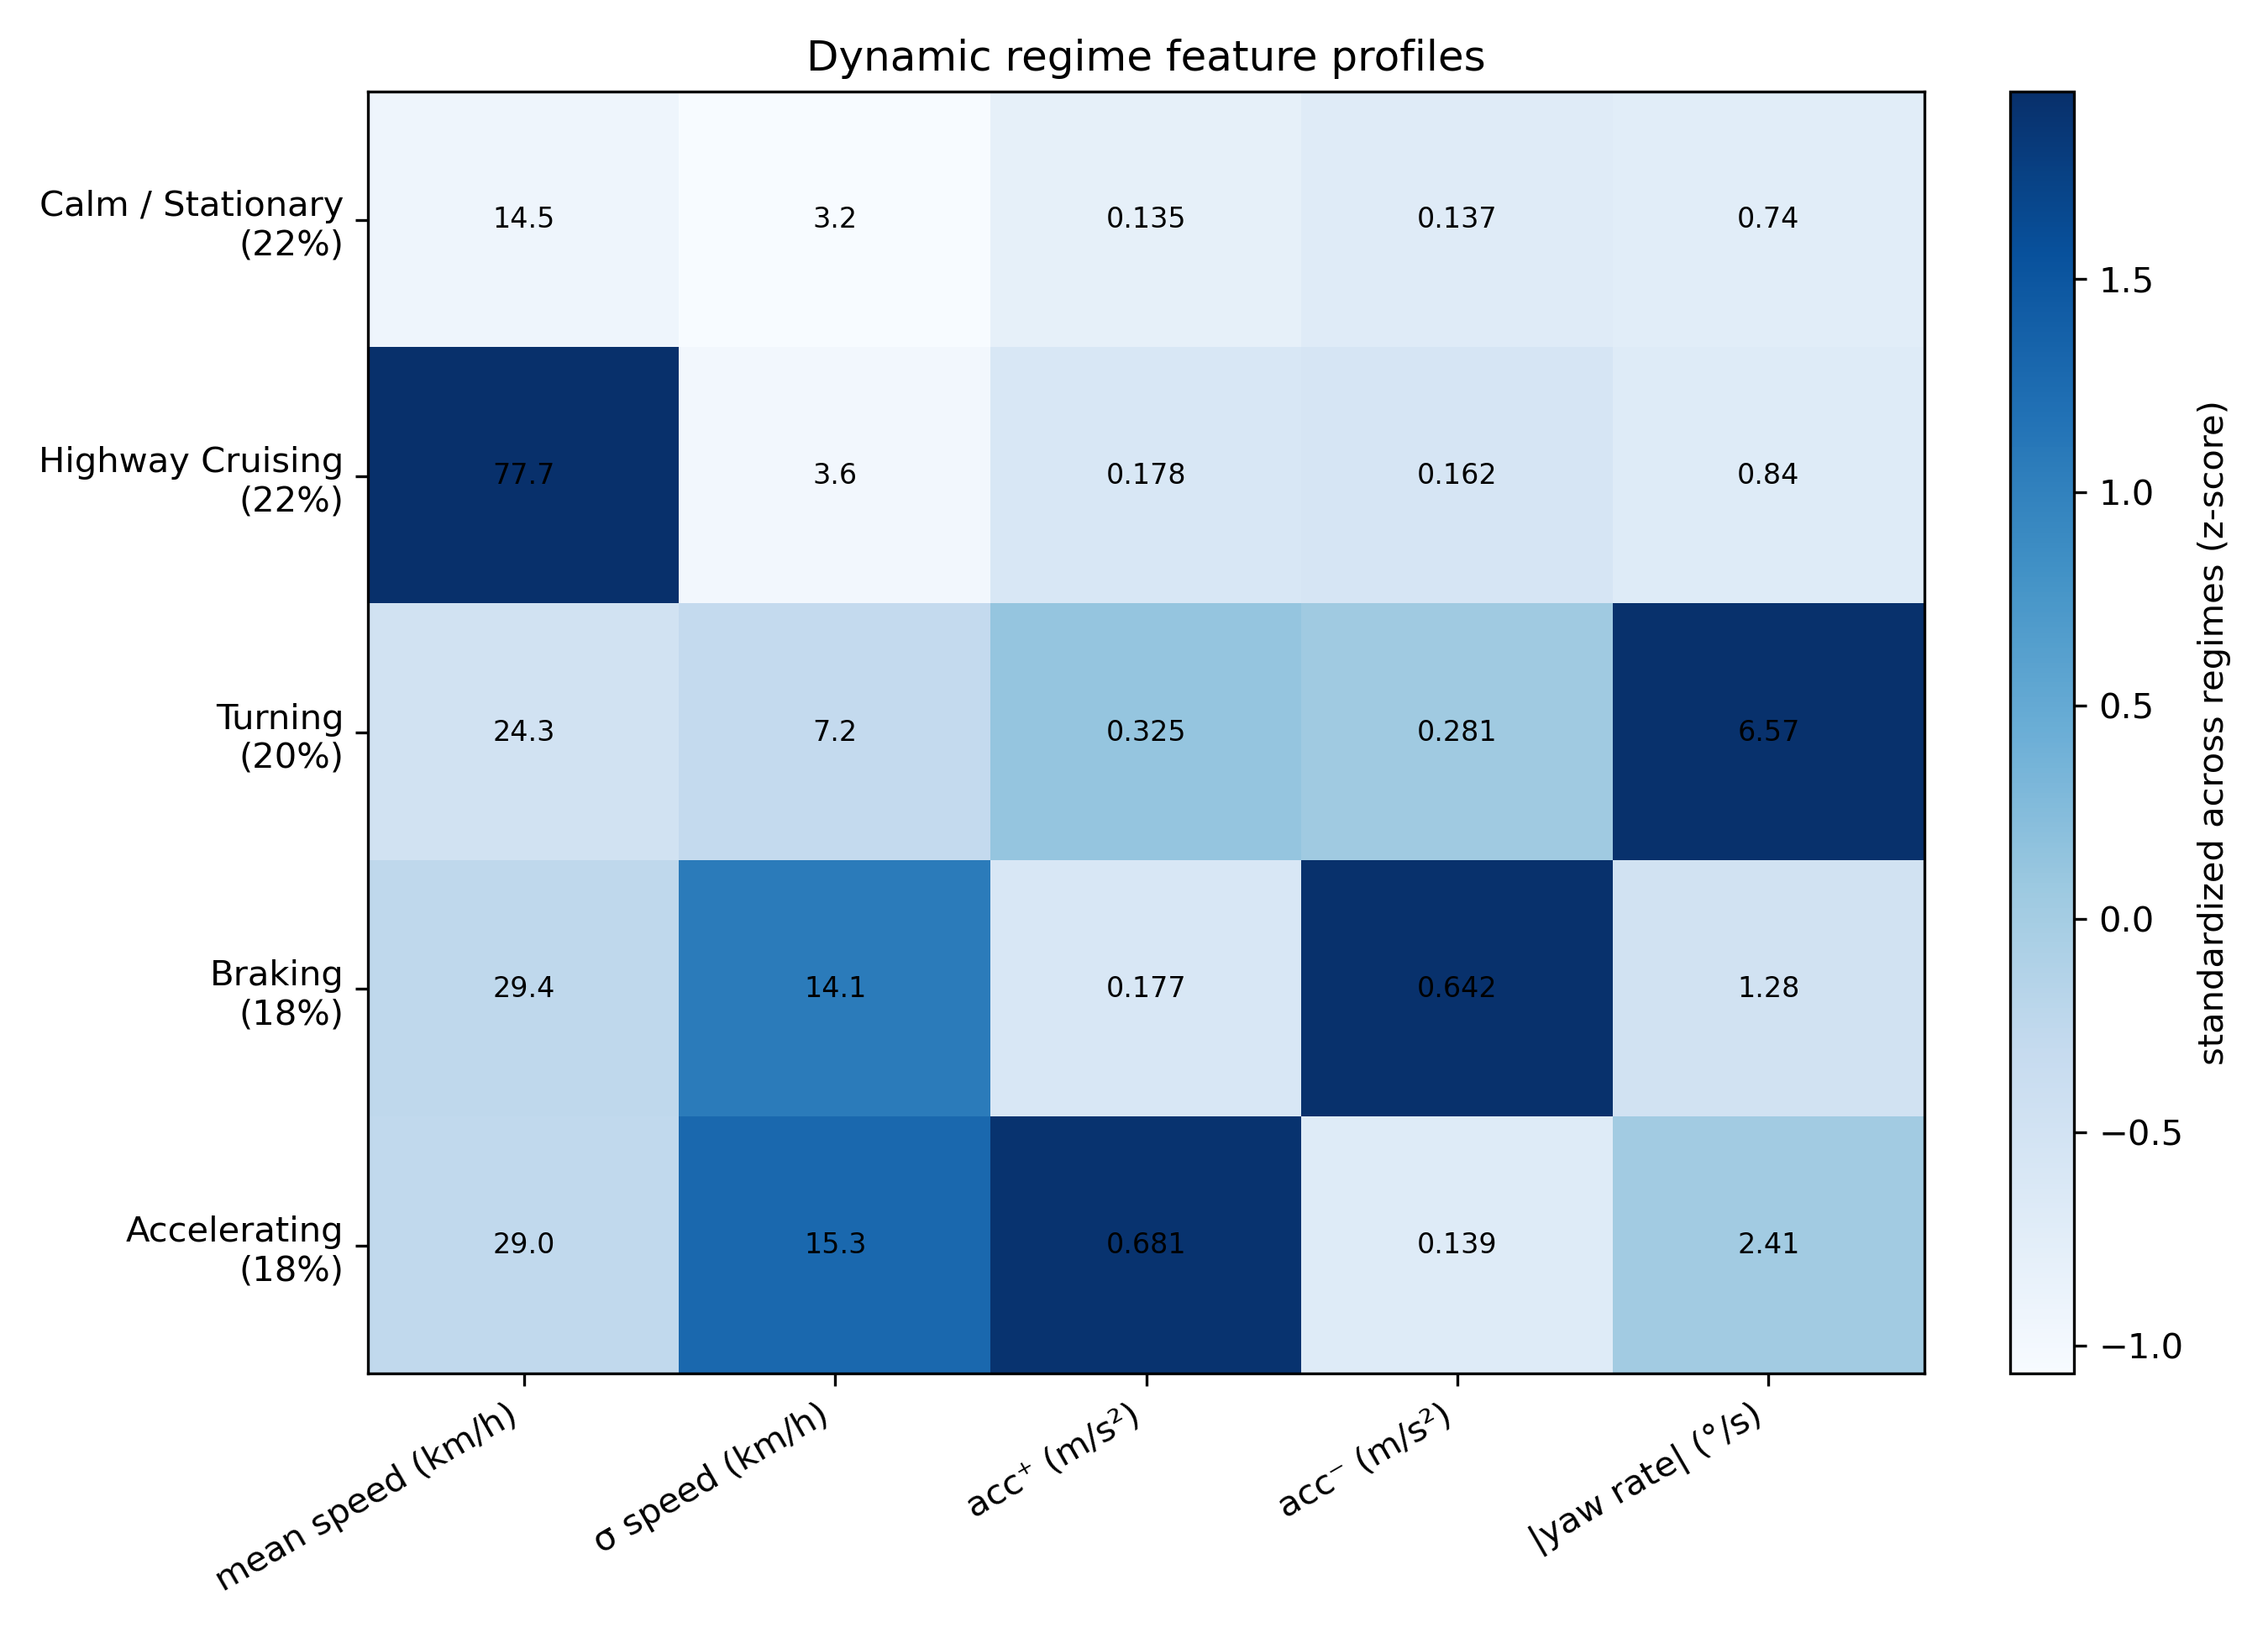 Dynamic regime feature profiles
Calm / Stationary
(22%)
14.5 3.2 0.135 0.137 0.74
Highway Cruising
(22%)
77.7 3.6 0.178 0.162 0.84
Turning
(20%)
24.3 7.2 0.325 0.281 6.57
Braking
(18%)
29.4 14.1 0.177 0.642 1.28
Accelerating
(18%)
29.0 15.3 0.681 0.139 2.41
mean speed (km/h)
σ speed (km/h)
acc⁺ (m/s²)
acc⁻ (m/s²)
|yaw rate| (°/s)
1.5
1.0
0.5
0.0
−0.5
−1.0
standardized across regimes (z-score)